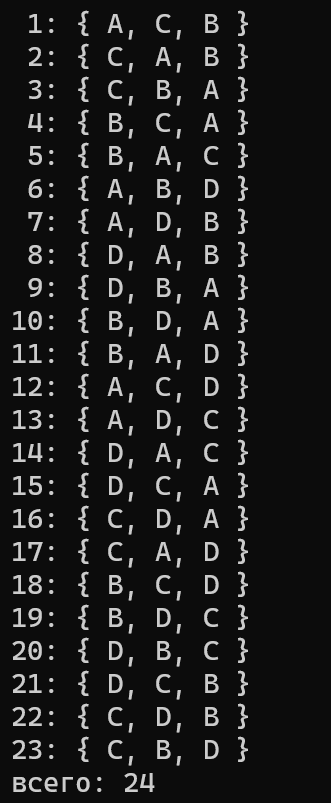 1: { A, C, B }
2: { C, A, B }
3: { C, B, A }
4: { B, C, A }
5: { B, A, C }
6: { A, B, D }
7: { A, D, B }
8: { D, A, B }
9: { D, B, A }
10: { B, D, A }
11: { B, A, D }
12: { A, C, D }
13: { A, D, C }
14: { D, A, C }
15: { D, C, A }
16: { C, D, A }
17: { C, A, D }
18: { B, C, D }
19: { B, D, C }
20: { D, B, C }
21: { D, C, B }
22: { C, D, B }
23: { C, B, D }
всего: 24